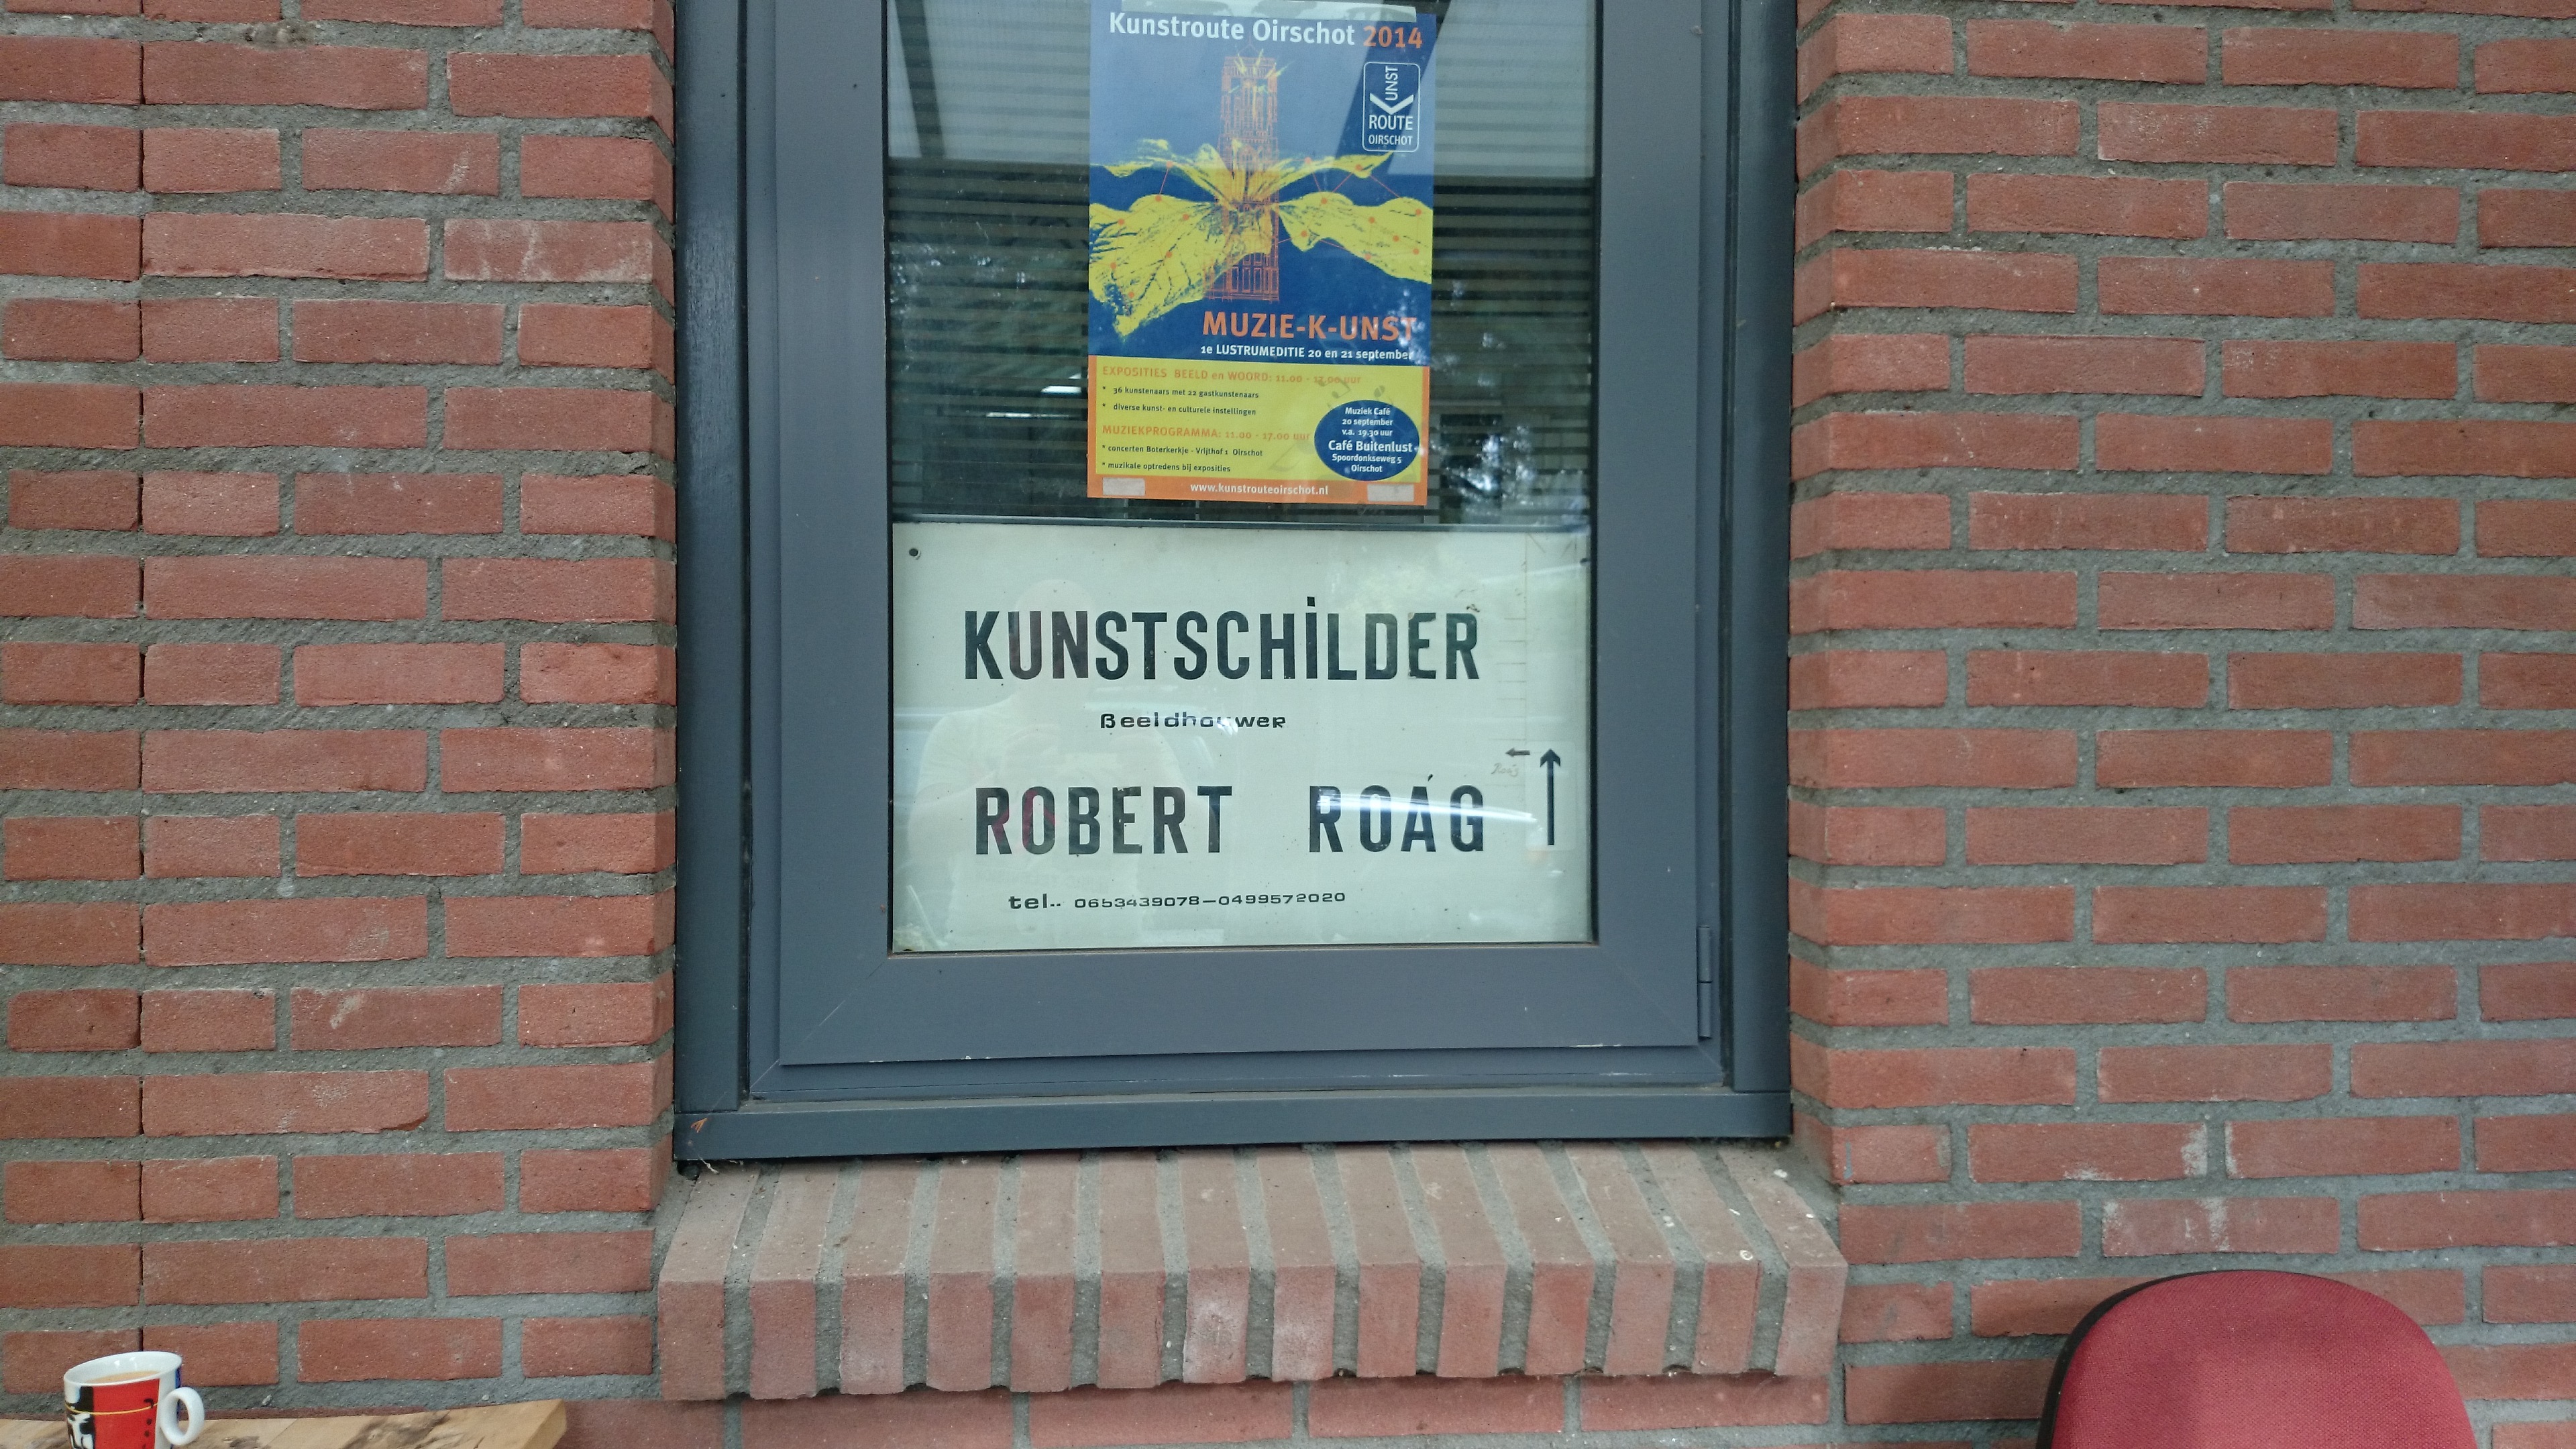 Kunstroute Oirschot 2014
KUNST
ROUTE
OIRSCHOT
MUZIE-K-UNST
1e LUSTRUMEDITIE 20 en 21 september
EXPOSITIES BEELD en WOORD: 11.00 - 17.00 uur
* 36 kunstenaars met 22 gastkunstenaars
* diverse kunst- en culturele instellingen
MUZIEKPROGRAMMA: 11.00 - 17.00 uur
* concerten Boterkerkje - Vrijthof 1 Oirschot
* muzikale optredens bij exposities
Muziek Café
20 september
v.a. 19.30 uur
Café Buitenlust
Spoordonkseweg 5
Oirschot
www.kunstrouteoirschot.nl
KUNSTSCHiLDER
Beeldhouwer
ROBERT ROÁG
tel.. 0653439078-0499572020